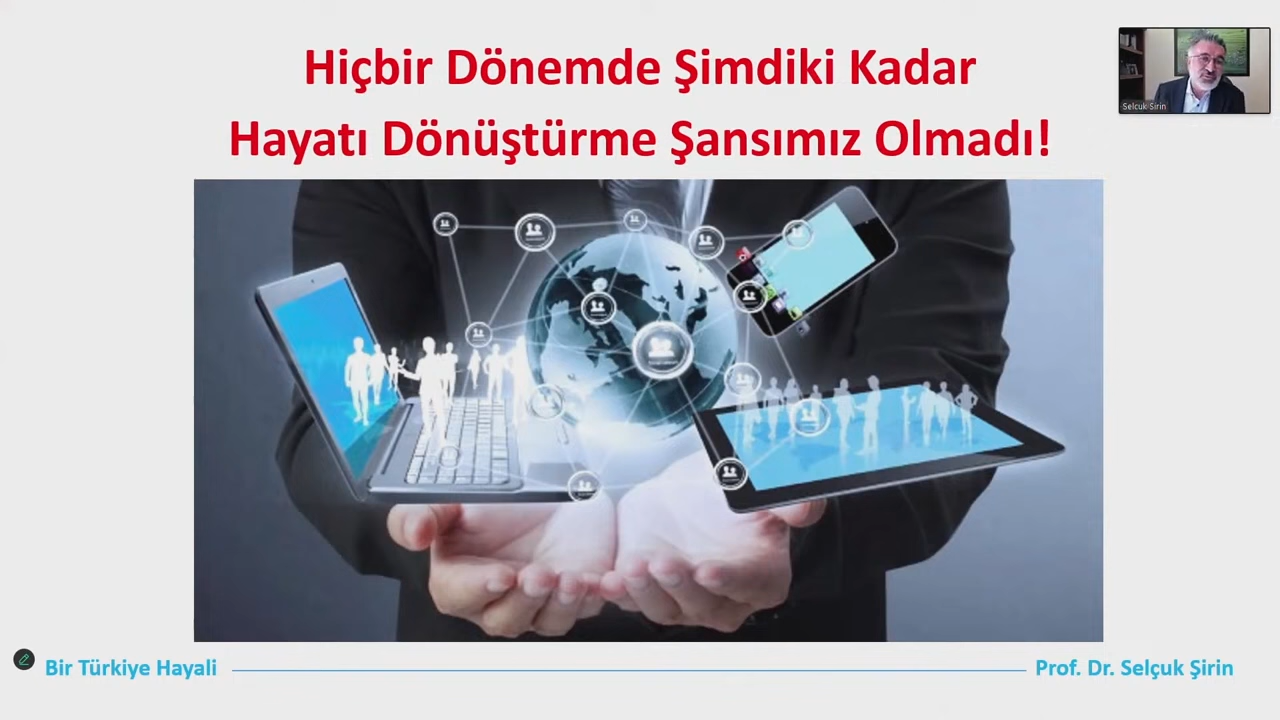 Hiçbir Dönemde Şimdiki Kadar
Hayatı Dönüştürme Şansımız Olmadı!
Selcuk Sirin
Bir Türkiye Hayali
Prof. Dr. Selçuk Şirin